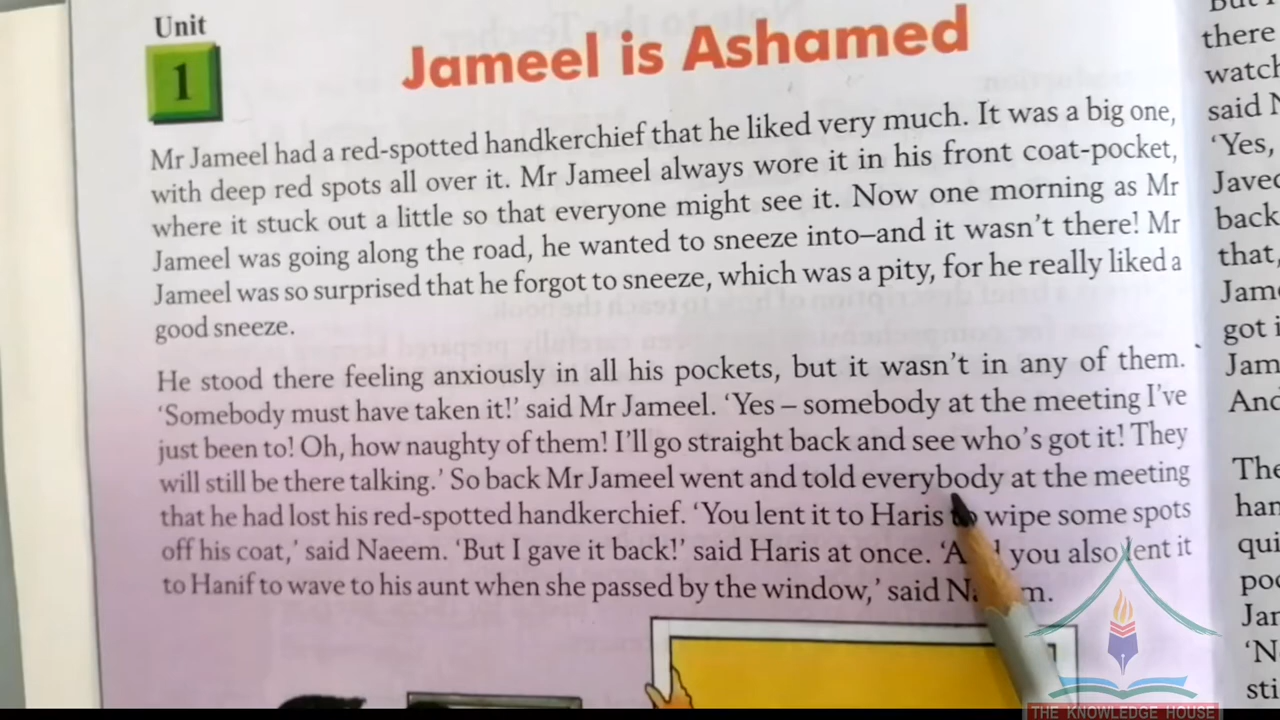 Unit
1
Jameel is Ashamed
Mr Jameel had a red-spotted handkerchief that he liked very much. It was a big one,
with deep red spots all over it. Mr Jameel always wore it in his front coat-pocket,
where it stuck out a little so that everyone might see it. Now one morning as Mr
Jameel was going along the road, he wanted to sneeze into–and it wasn't there! Mr
Jameel was so surprised that he forgot to sneeze, which was a pity, for he really liked a
good sneeze.
He stood there feeling anxiously in all his pockets, but it wasn't in any of them.
'Somebody must have taken it!' said Mr Jameel. 'Yes – somebody at the meeting I've
just been to! Oh, how naughty of them! I'll go straight back and see who's got it! They
will still be there talking.' So back Mr Jameel went and told everybody at the meeting
that he had lost his red-spotted handkerchief. 'You lent it to Haris to wipe some spots
off his coat,' said Naeem. 'But I gave it back!' said Haris at once. 'And you also lent it
to Hanif to wave to his aunt when she passed by the window,' said Naeem.
there
watch
said
'Yes,
back
that,
got i
And
The
THE KNOWLEDGE HOUSE